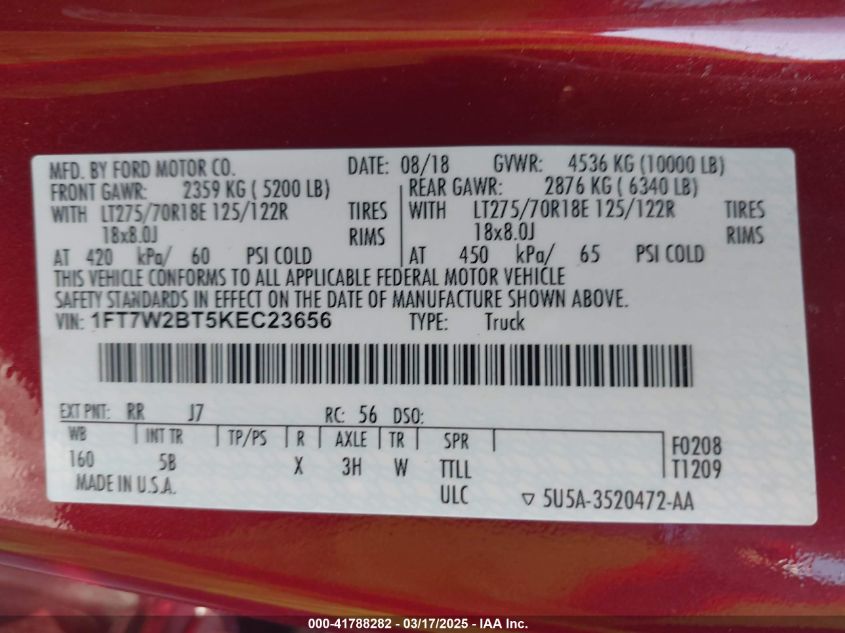 MFD. BY FORD MOTOR CO. DATE: 08/18 GVWR: 4536 KG (10000 LB)
FRONT GAWR: 2359 KG ( 5200 LB) REAR GAWR: 2876 KG ( 6340 LB)
WITH LT275/70R18E 125/122R TIRES WITH LT275/70R18E 125/122R TIRES
18x8.0J RIMS 18x8.0J RIMS
AT 420 kPa/ 60 PSI COLD AT 450 kPa/ 65 PSI COLD
THIS VEHICLE CONFORMS TO ALL APPLICABLE FEDERAL MOTOR VEHICLE
SAFETY STANDARDS IN EFFECT ON THE DATE OF MANUFACTURE SHOWN ABOVE.
VIN: 1FT7W2BT5KEC23656 TYPE: Truck
EXT PNT: RR J7 RC: 56 DSO:
WB INT TR TP/PS R AXLE TR SPR F0208
160 5B X 3H W TTLL T1209
MADE IN U.S.A. ULC ▽ 5U5A-3520472-AA
000-41788282 - 03/17/2025 - IAA Inc.